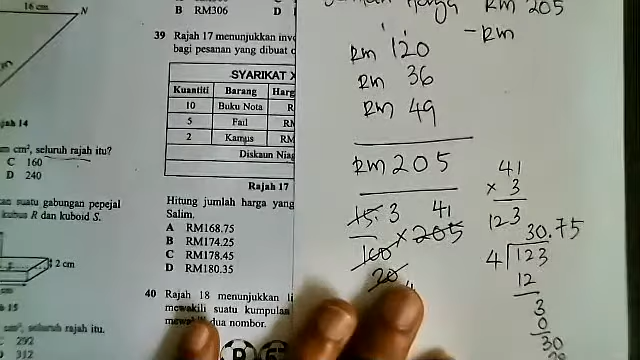 16 cm
N
jah 14
cm², seluruh rajah itu?
C 160
D 240
suatu gabungan pepejal
kubus R dan kuboid S.
2 cm
15
seluruh rajah itu.
292
312
B RM306
D
39 Rajah 17 menunjukkan inv
bagi pesanan yang dibuat
SYARIKAT X
Kuantiti Barang Harg
10 Buku Nota R
5 Fail RM
2 Kamus RM
Diskaun Niag
Rajah 17
Hitung jumlah harga yang
Salim.
A RM168.75
B RM174.25
C RM178.45
D RM180.35
40 Rajah 18 menunjukkan li
mewakili suatu kumpulan
dua nombor.
RM 205
- RM
RM 120
RM 36
RM 49
RM 205
15 3 41
100 × 205
20
4
41
× 3
123
30.75
4 123
12
3
0
30